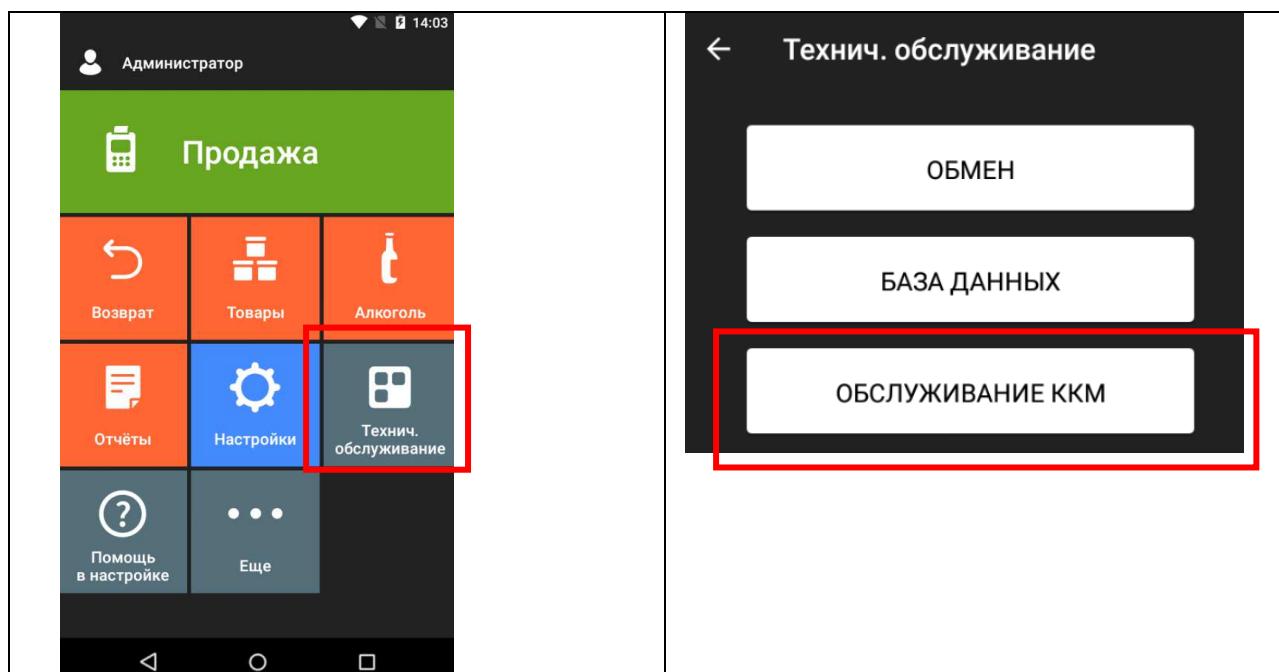 14:03
Администратор
Продажа
Возврат
Товары
Алкоголь
Отчёты
Настройки
Технич.
обслуживание
Помощь
в настройке
Еще
Технич. обслуживание
ОБМЕН
БАЗА ДАННЫХ
ОБСЛУЖИВАНИЕ ККМ